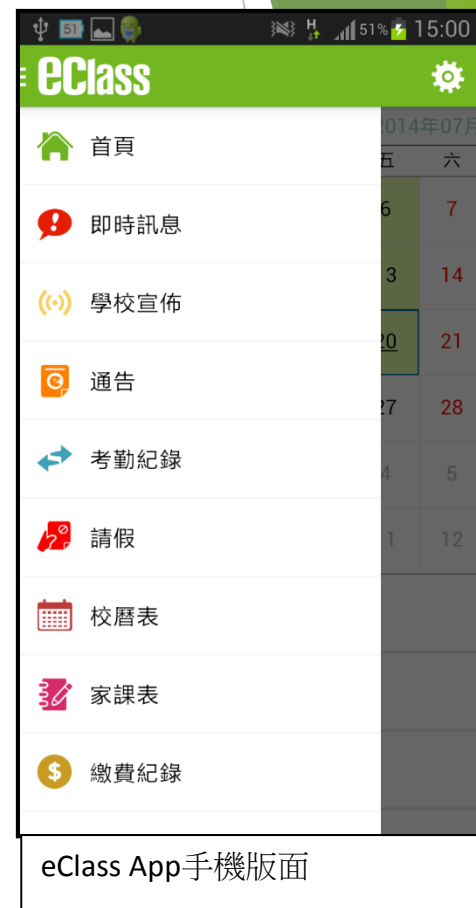 51 H 51% 15:00
eClass
2014年07月
首頁
五 六
即時訊息
6 7
學校宣佈
13 14
20 21
通告
27 28
考勤紀錄
4 5
請假
11 12
校曆表
家課表
$ 繳費紀錄
eClass App手機版面